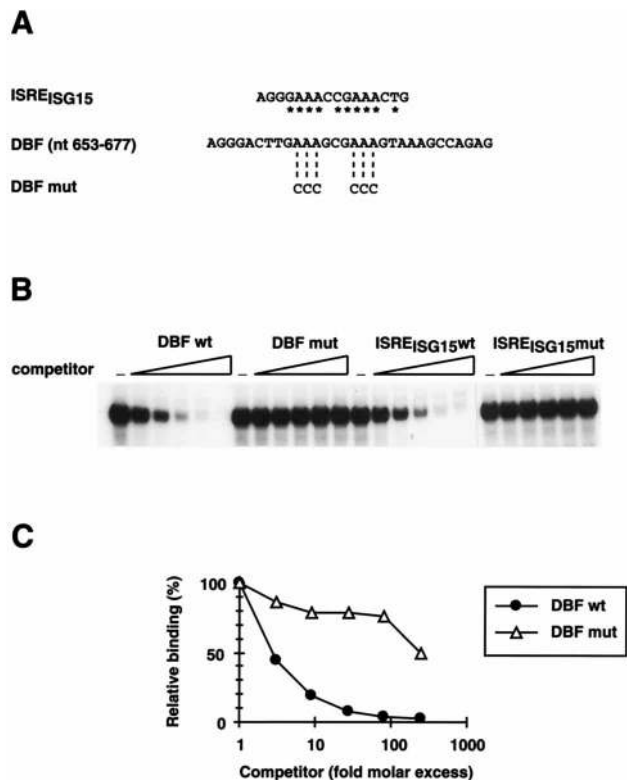 A
ISREISG15 AGGGAAACCGAAACTG
**** ***** *
DBF (nt 653-677) AGGGACTTGAAAGCGAAAGTAAAGCCAGAG
DBF mut CCC CCC
B
DBF wt DBF mut ISREISG15wt ISREISG15mut
competitor – – – –
C
Relative binding (%)
100
50
0
1 10 100 1000
Competitor (fold molar excess)
DBF wt
DBF mut